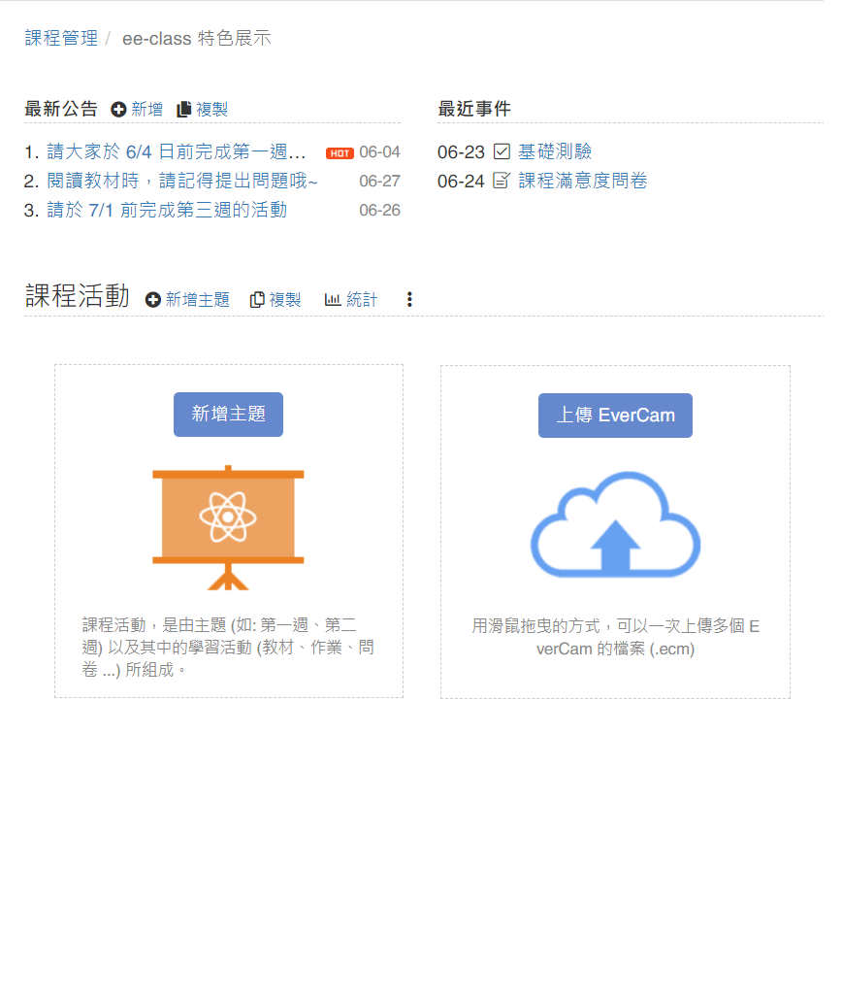 課程管理 / ee-class 特色展示
最新公告 新增 複製
1. 請大家於 6/4 日前完成第一週… HOT 06-04
2. 閱讀教材時，請記得提出問題哦~ 06-27
3. 請於 7/1 前完成第三週的活動 06-26
最近事件
06-23 基礎測驗
06-24 課程滿意度問卷
課程活動 新增主題 複製 統計
新增主題
課程活動，是由主題 (如: 第一週、第二
週) 以及其中的學習活動 (教材、作業、問
卷 ...) 所組成。
上傳 EverCam
用滑鼠拖曳的方式，可以一次上傳多個 E
verCam 的檔案 (.ecm)